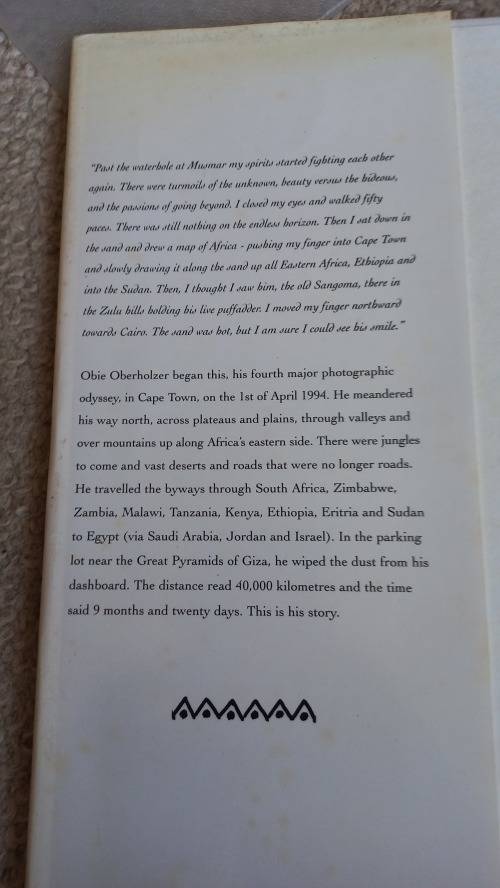 "Past the waterhole at Musmar my spirits started fighting each other
again. There were turmoils of the unknown, beauty versus the hideous,
and the passions of going beyond. I closed my eyes and walked fifty
paces. There was still nothing on the endless horizon. Then I sat down in
the sand and drew a map of Africa - pushing my finger into Cape Town
and slowly drawing it along the sand up all Eastern Africa, Ethiopia and
into the Sudan. Then, I thought I saw him, the old Sangoma, there in
the Zulu hills holding his live puffadder. I moved my finger northward
towards Cairo. The sand was hot, but I am sure I could see his smile."
Obie Oberholzer began this, his fourth major photographic
odyssey, in Cape Town, on the 1st of April 1994. He meandered
his way north, across plateaus and plains, through valleys and
over mountains up along Africa's eastern side. There were jungles
to come and vast deserts and roads that were no longer roads.
He travelled the byways through South Africa, Zimbabwe,
Zambia, Malawi, Tanzania, Kenya, Ethiopia, Eritria and Sudan
to Egypt (via Saudi Arabia, Jordan and Israel). In the parking
lot near the Great Pyramids of Giza, he wiped the dust from his
dashboard. The distance read 40,000 kilometres and the time
said 9 months and twenty days. This is his story.